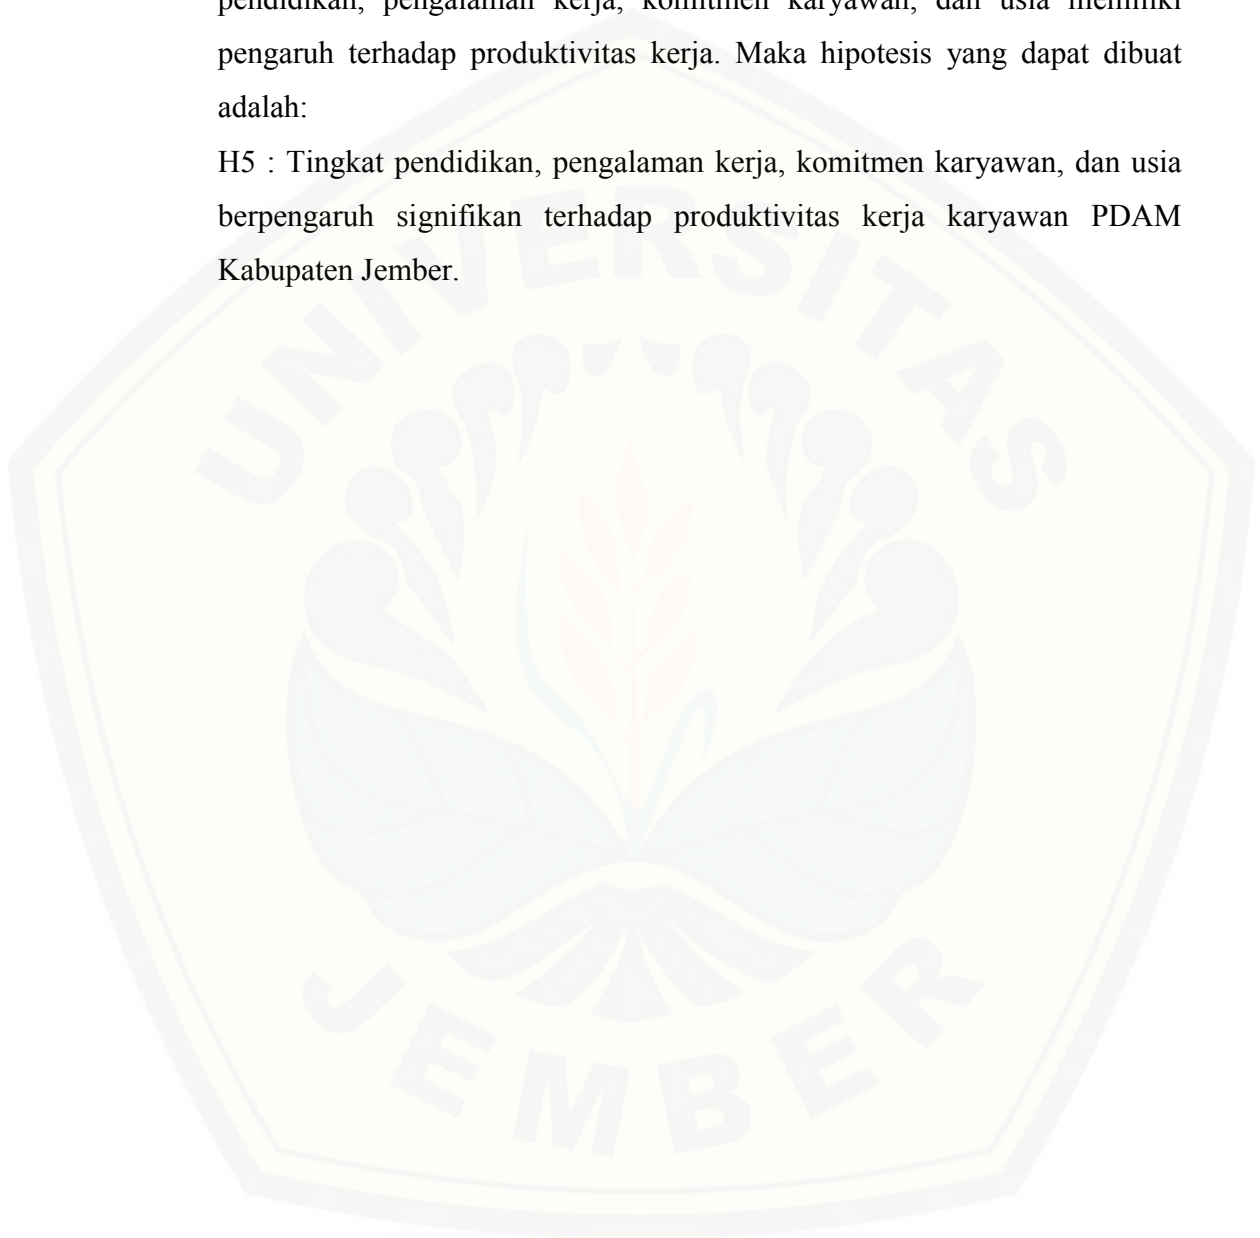 pendidikan, pengalaman kerja, komitmen karyawan, dan usia memiliki
pengaruh terhadap produktivitas kerja. Maka hipotesis yang dapat dibuat
adalah:
H5 : Tingkat pendidikan, pengalaman kerja, komitmen karyawan, dan usia
berpengaruh signifikan terhadap produktivitas kerja karyawan PDAM
Kabupaten Jember.
UNIVERSITAS
JEMBER